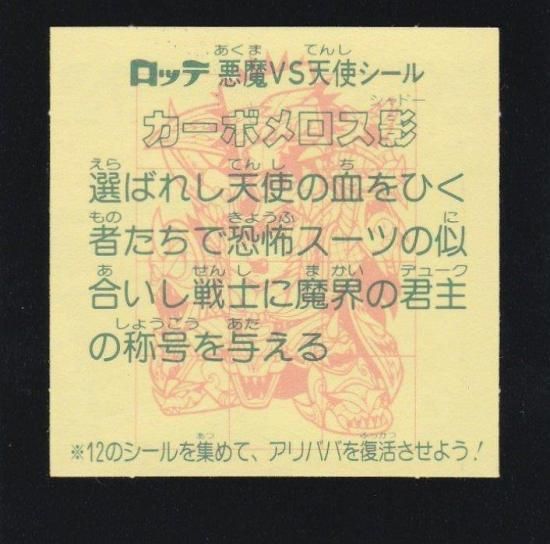 ロッテ 悪魔VS天使シール
カーボメロス影
選ばれし天使の血をひく
者たちで恐怖スーツの似
合いし戦士に魔界の君主
の称号を与える
※12のシールを集めて、アリババを復活させよう！